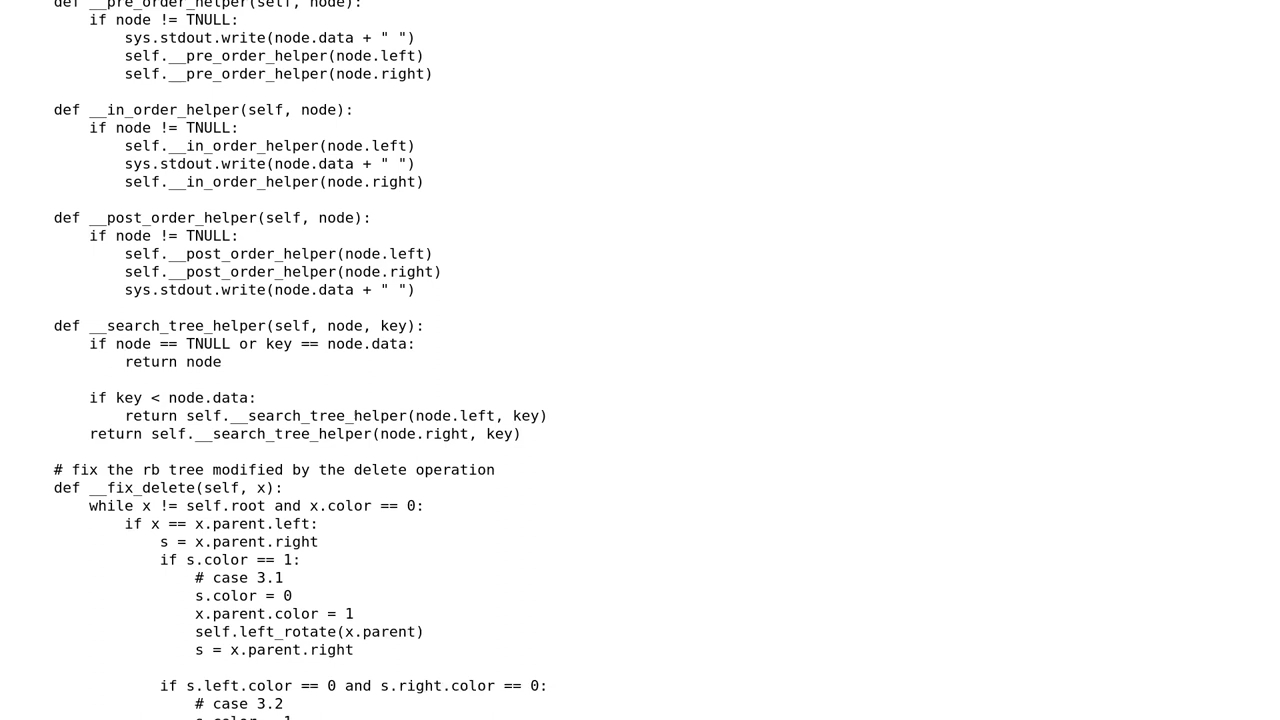 def __pre_order_helper(self, node):
if node != TNULL:
sys.stdout.write(node.data + " ")
self.__pre_order_helper(node.left)
self.__pre_order_helper(node.right)
def __in_order_helper(self, node):
if node != TNULL:
self.__in_order_helper(node.left)
sys.stdout.write(node.data + " ")
self.__in_order_helper(node.right)
def __post_order_helper(self, node):
if node != TNULL:
self.__post_order_helper(node.left)
self.__post_order_helper(node.right)
sys.stdout.write(node.data + " ")
def __search_tree_helper(self, node, key):
if node == TNULL or key == node.data:
return node
if key < node.data:
return self.__search_tree_helper(node.left, key)
return self.__search_tree_helper(node.right, key)
# fix the rb tree modified by the delete operation
def __fix_delete(self, x):
while x != self.root and x.color == 0:
if x == x.parent.left:
s = x.parent.right
if s.color == 1:
# case 3.1
s.color = 0
x.parent.color = 1
self.left_rotate(x.parent)
s = x.parent.right
if s.left.color == 0 and s.right.color == 0:
# case 3.2
s.color = 1